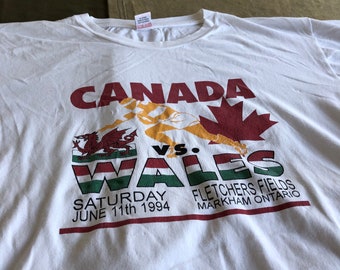 CANADA
vs.
WALES
SATURDAY
JUNE 11th 1994
FLETCHERS FIELDS
MARKHAM ONTARIO